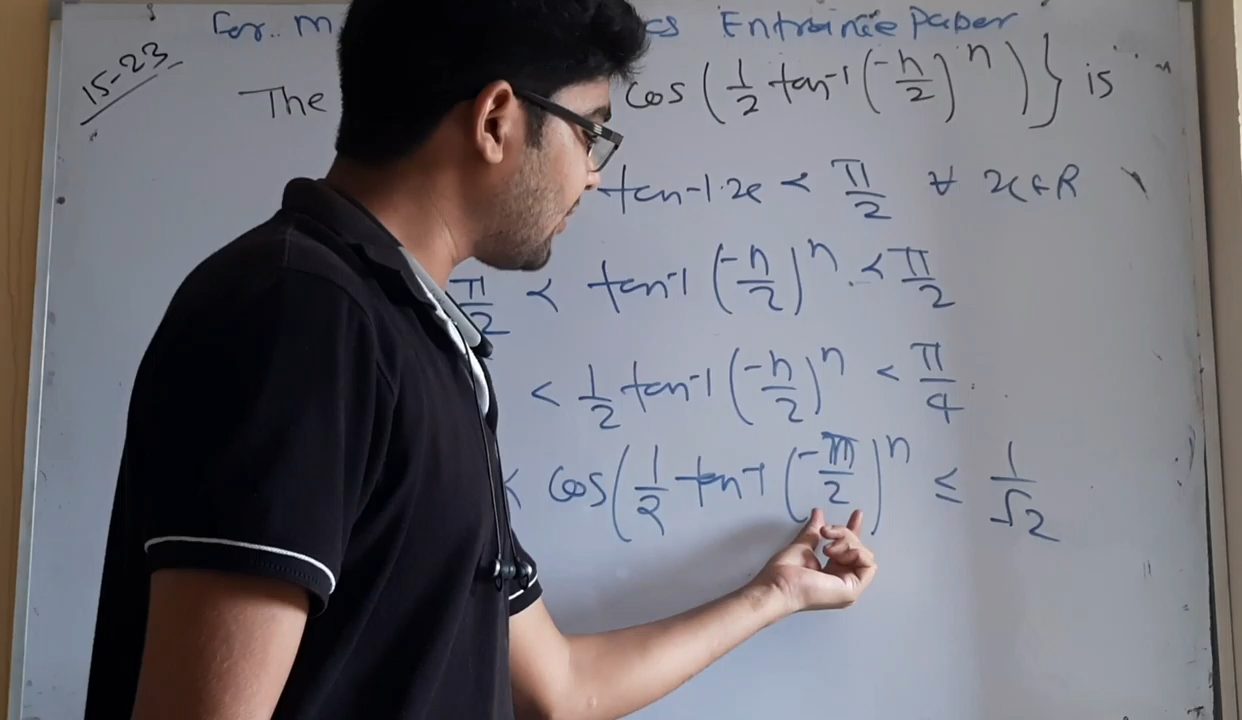 For m cs Entrance Paper
15-23
The cos (1/2 tan-1 (-n/2)^n) } is
tan-1 x < π/2 ∀ x ∈ R
π/2 < tan-1 (-n/2)^n < π/2
< 1/2 tan-1 (-n/2)^n < π/4
< cos (1/2 tan-1 (-π/2)^n ≤ 1/√2